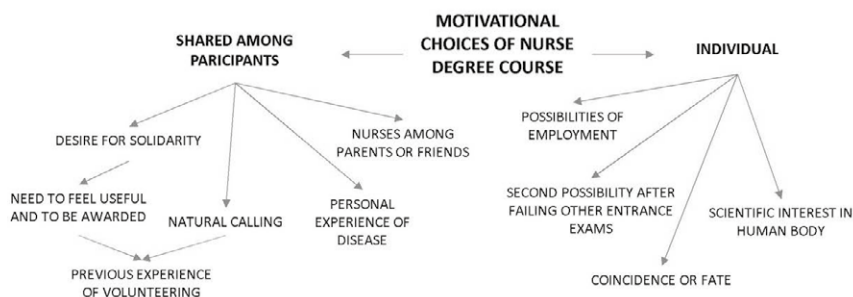 MOTIVATIONAL
CHOICES OF NURSE
DEGREE COURSE
SHARED AMONG
PARICIPANTS
INDIVIDUAL
DESIRE FOR SOLIDARITY
NURSES AMONG
PARENTS OR FRIENDS
NEED TO FEEL USEFUL
AND TO BE AWARDED
NATURAL CALLING
PERSONAL
EXPERIENCE OF
DISEASE
PREVIOUS EXPERIENCE
OF VOLUNTEERING
POSSIBILITIES OF
EMPLOYMENT
SECOND POSSIBILITY AFTER
FAILING OTHER ENTRANCE
EXAMS
SCIENTIFIC INTEREST IN
HUMAN BODY
COINCIDENCE OR FATE